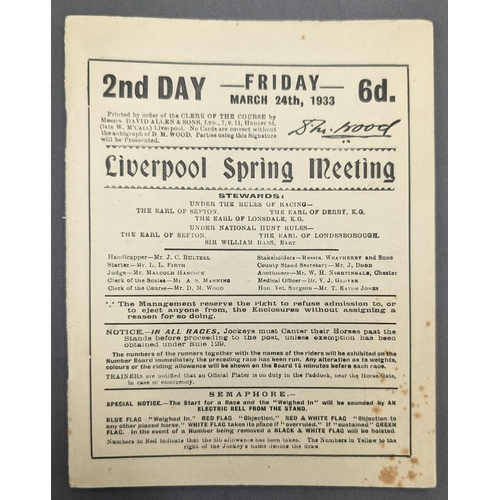 2nd DAY —FRIDAY— 6d.
MARCH 24th, 1933
Printed by order of the CLERK OF THE COURSE by
Messrs. DAVID ALLEN & SONS, LTD., 7, 9, 11, Hunter St.
(late W. McCALL) Liverpool. No Cards are correct without
the autograph of D. M. WOOD. Parties using this Signature
will be Prosecuted.
D M. Wood
Liverpool Spring Meeting
STEWARDS:
UNDER THE RULES OF RACING—
THE EARL OF SEFTON. THE EARL OF DERBY, K.G.
THE EARL OF LONSDALE, K.G.
UNDER NATIONAL HUNT RULES—
THE EARL OF SEFTON. THE EARL OF LONDESBOROUGH.
SIR WILLIAM BASS, BART
Handicapper—Mr. J. C. BULTEEL
Starter—Mr. L. L. FIRTH
Judge—Mr. MALCOLM HANCOCK
Clerk of the Scales—Mr. A. S. MANNING
Clerk of the Course—Mr. D. M. WOOD
Stakeholders—Messrs. WEATHERBY AND SONS
County Stand Secretary—Mr. J. DODD
Auctioneer—Mr. W. H. NIGHTINGALE, Chester
Medical Officer—Dr. V. J. GLOVER
Hon. Vet. Surgeon—Mr. T. EATON JONES
The Management reserve the right to refuse admission to, or
to eject anyone from, the Enclosures without assigning a
reason for so doing.
NOTICE.—IN ALL RACES, Jockeys must Canter their Horses past the
Stands before proceeding to the post, unless exemption has been
obtained under Rule 129.
The numbers of the runners together with the names of the riders will be exhibited on the
Number Board immediately the preceding race has been run. Any alteration as to weights,
colours or the riding allowance will be shown on the Board 15 minutes before each race.
TRAINERS are notified that an Official Plater is on duty in the Paddock, near the Horse Gate,
in case of emergency.
SEMAPHORE.—
SPECIAL NOTICE.—The Start for a Race and the "Weighed In" will be sounded by AN
ELECTRIC BELL FROM THE STAND.
BLUE FLAG "Weighed In." RED FLAG "Objection." RED & WHITE FLAG "Objection to
any other placed horse." WHITE FLAG takes its place if "overruled." If "sustained" GREEN
FLAG. In the event of a Number being removed a BLACK & WHITE FLAG will be hoisted.
Numbers in Red indicate that the 5lb allowance has been taken. The Numbers in Yellow to the
right of the Jockey's name denote the draw.